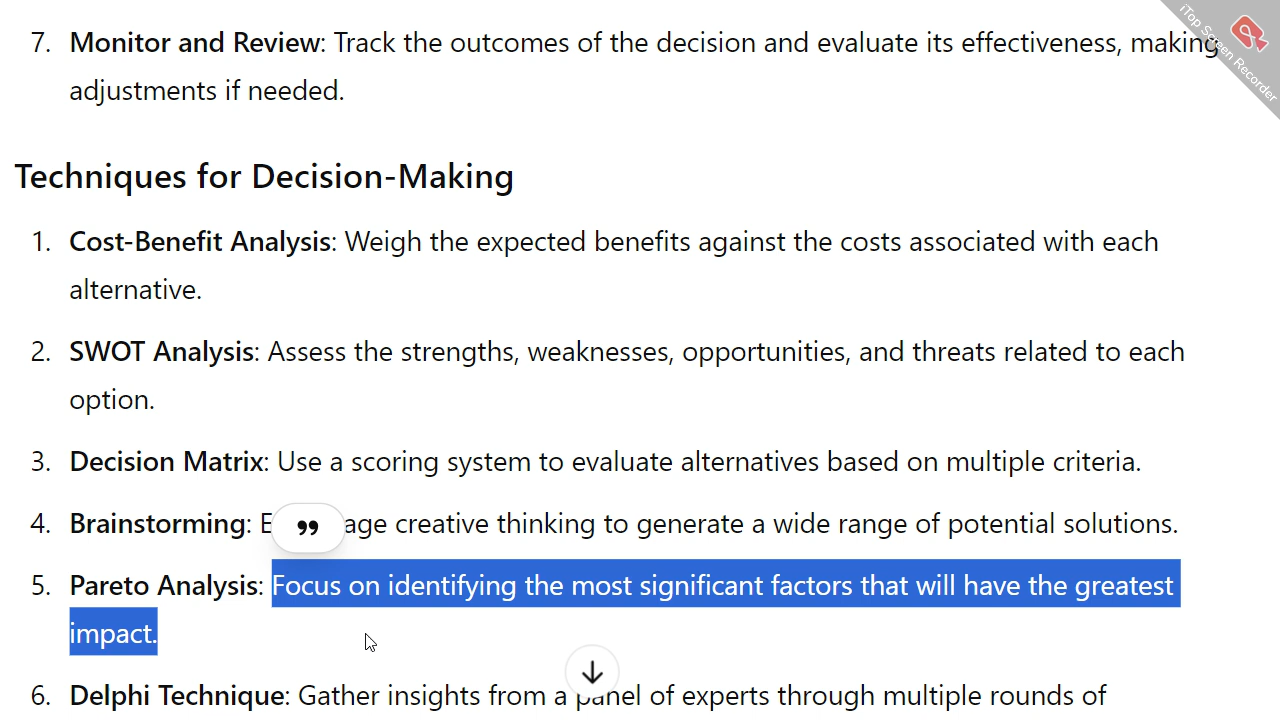 7. Monitor and Review: Track the outcomes of the decision and evaluate its effectiveness, making
adjustments if needed.
iTop Screen Recorder
Techniques for Decision-Making
1. Cost-Benefit Analysis: Weigh the expected benefits against the costs associated with each
alternative.
2. SWOT Analysis: Assess the strengths, weaknesses, opportunities, and threats related to each
option.
3. Decision Matrix: Use a scoring system to evaluate alternatives based on multiple criteria.
4. Brainstorming: creative thinking to generate a wide range of potential solutions.
5. Pareto Analysis: Focus on identifying the most significant factors that will have the greatest
impact.
6. Delphi Technique: Gather insights from a panel of experts through multiple rounds of